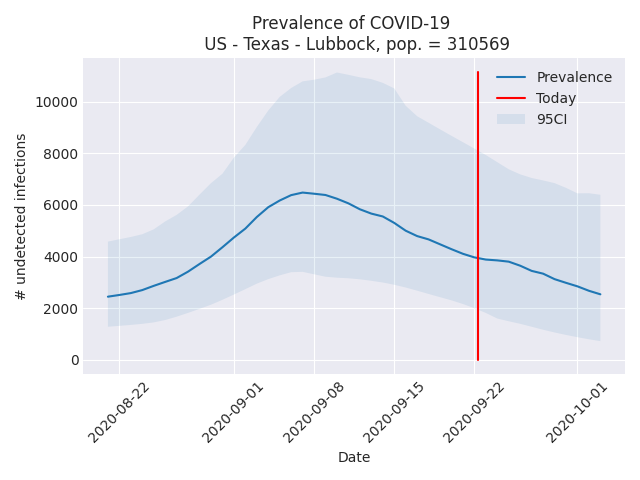 Prevalence of COVID-19
US - Texas - Lubbock, pop. = 310569
Prevalence
Today
95CI
# undetected infections
10000
8000
6000
4000
2000
0
2020-08-22
2020-09-01
2020-09-08
2020-09-15
2020-09-22
2020-10-01
Date